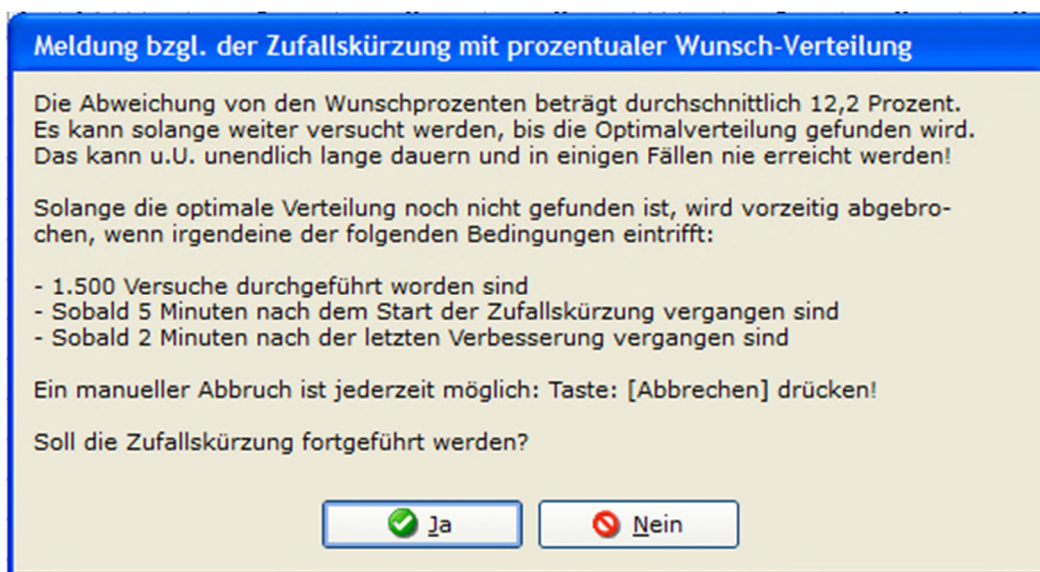 Meldung bzgl. der Zufallskürzung mit prozentualer Wunsch-Verteilung
Die Abweichung von den Wunschprozenten beträgt durchschnittlich 12,2 Prozent.
Es kann solange weiter versucht werden, bis die Optimalverteilung gefunden wird.
Das kann u.U. unendlich lange dauern und in einigen Fällen nie erreicht werden!
Solange die optimale Verteilung noch nicht gefunden ist, wird vorzeitig abgebro-
chen, wenn irgendeine der folgenden Bedingungen eintrifft:
- 1.500 Versuche durchgeführt worden sind
- Sobald 5 Minuten nach dem Start der Zufallskürzung vergangen sind
- Sobald 2 Minuten nach der letzten Verbesserung vergangen sind
Ein manueller Abbruch ist jederzeit möglich: Taste: [Abbrechen] drücken!
Soll die Zufallskürzung fortgeführt werden?
Ja
Nein